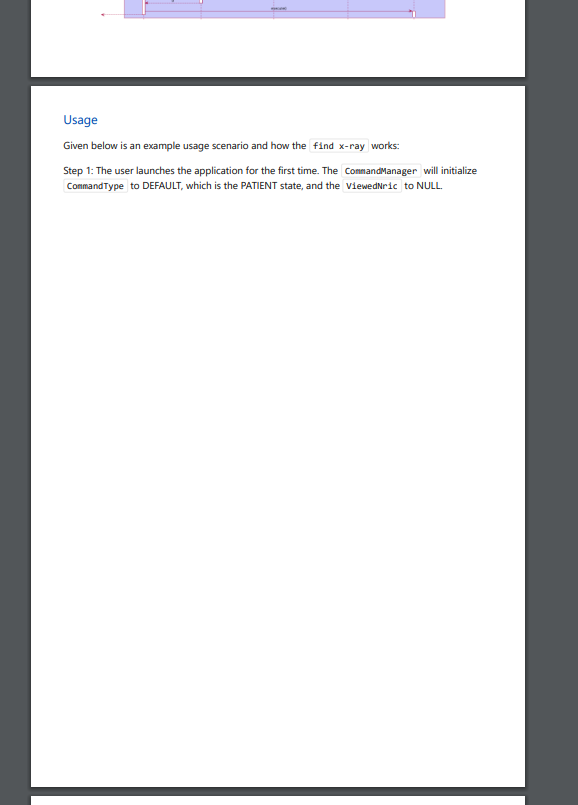 Usage
Given below is an example usage scenario and how the find x-ray works:
Step 1: The user launches the application for the first time. The CommandManager will initialize
CommandType to DEFAULT, which is the PATIENT state, and the ViewedNric to NULL.